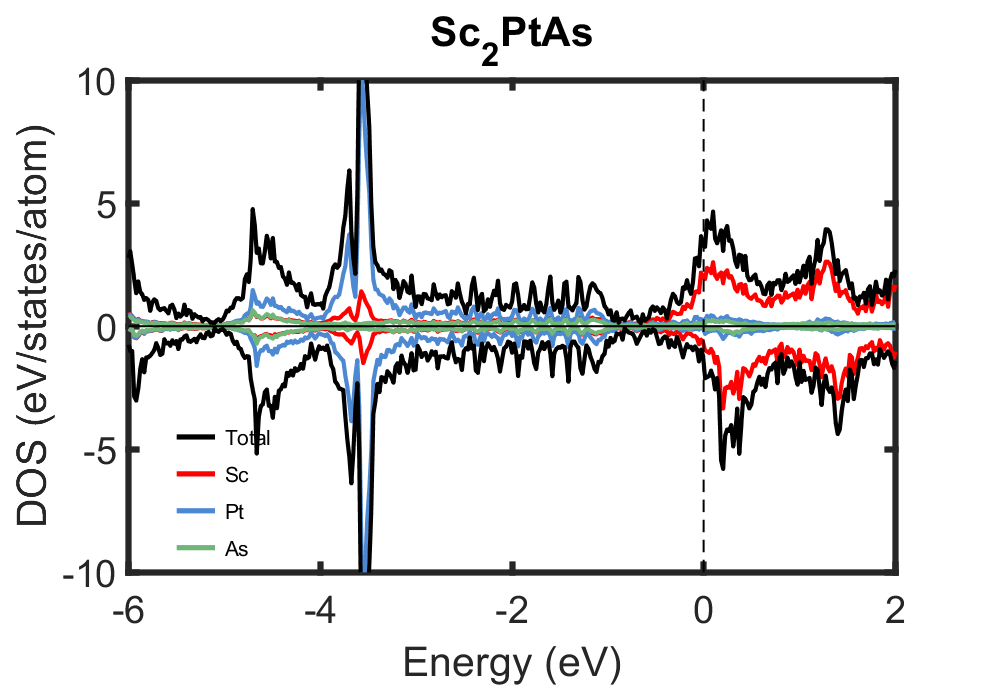 Sc2PtAs
10
5
0
-5
-10
DOS (eV/states/atom)
Total
Sc
Pt
As
-6 -4 -2 0 2
Energy (eV)